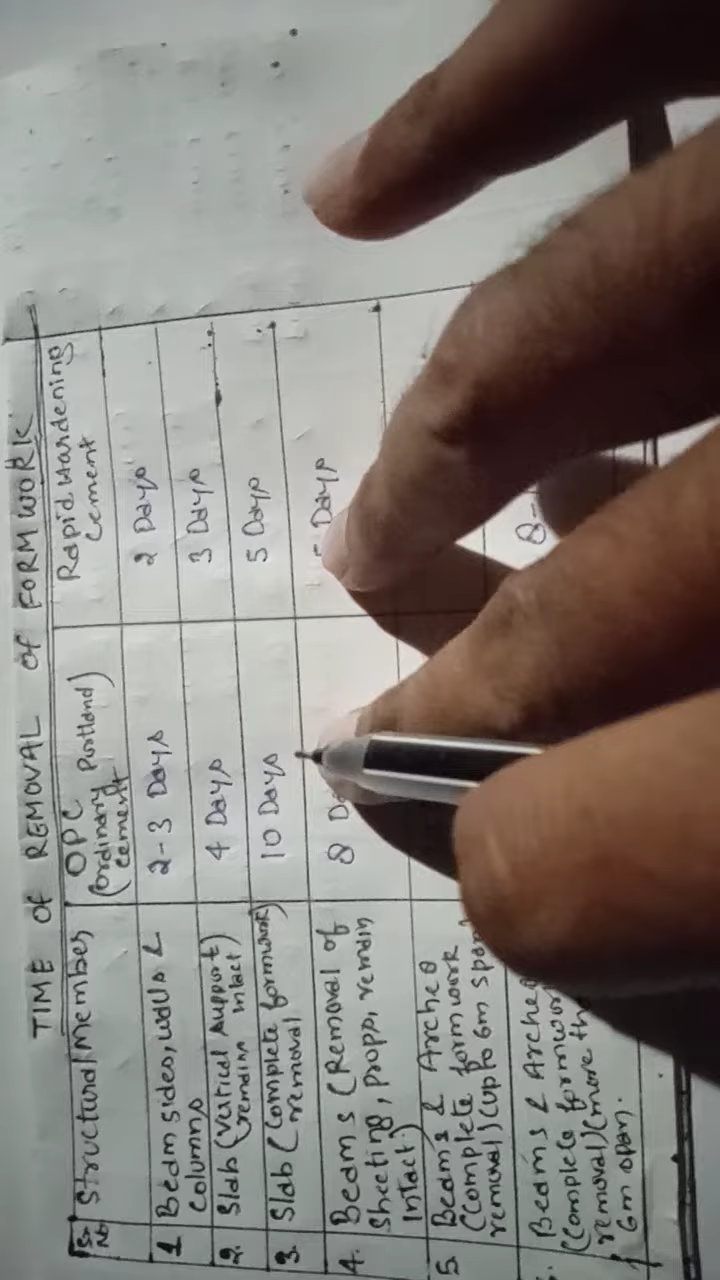 TIME OF REMOVAL OF FORMWORK
Sr. No. Structural Member OPC (Ordinary Portland) Cement Rapid Hardening Cement
1 Beam sides, walls & Columns 2-3 Days 2 Days
2. Slab (vertical support remain intact) 4 Days 3 Days
3. Slab (complete formwork) removal 10 Days 5 Days
4. Beams (Removal of Sheeting, props, remain intact.) 8 Days
5. Beams & Arches (complete formwork removal) (up to 6m span
Beams & Arches (Complete formwork removal) (more 6m span. 8-